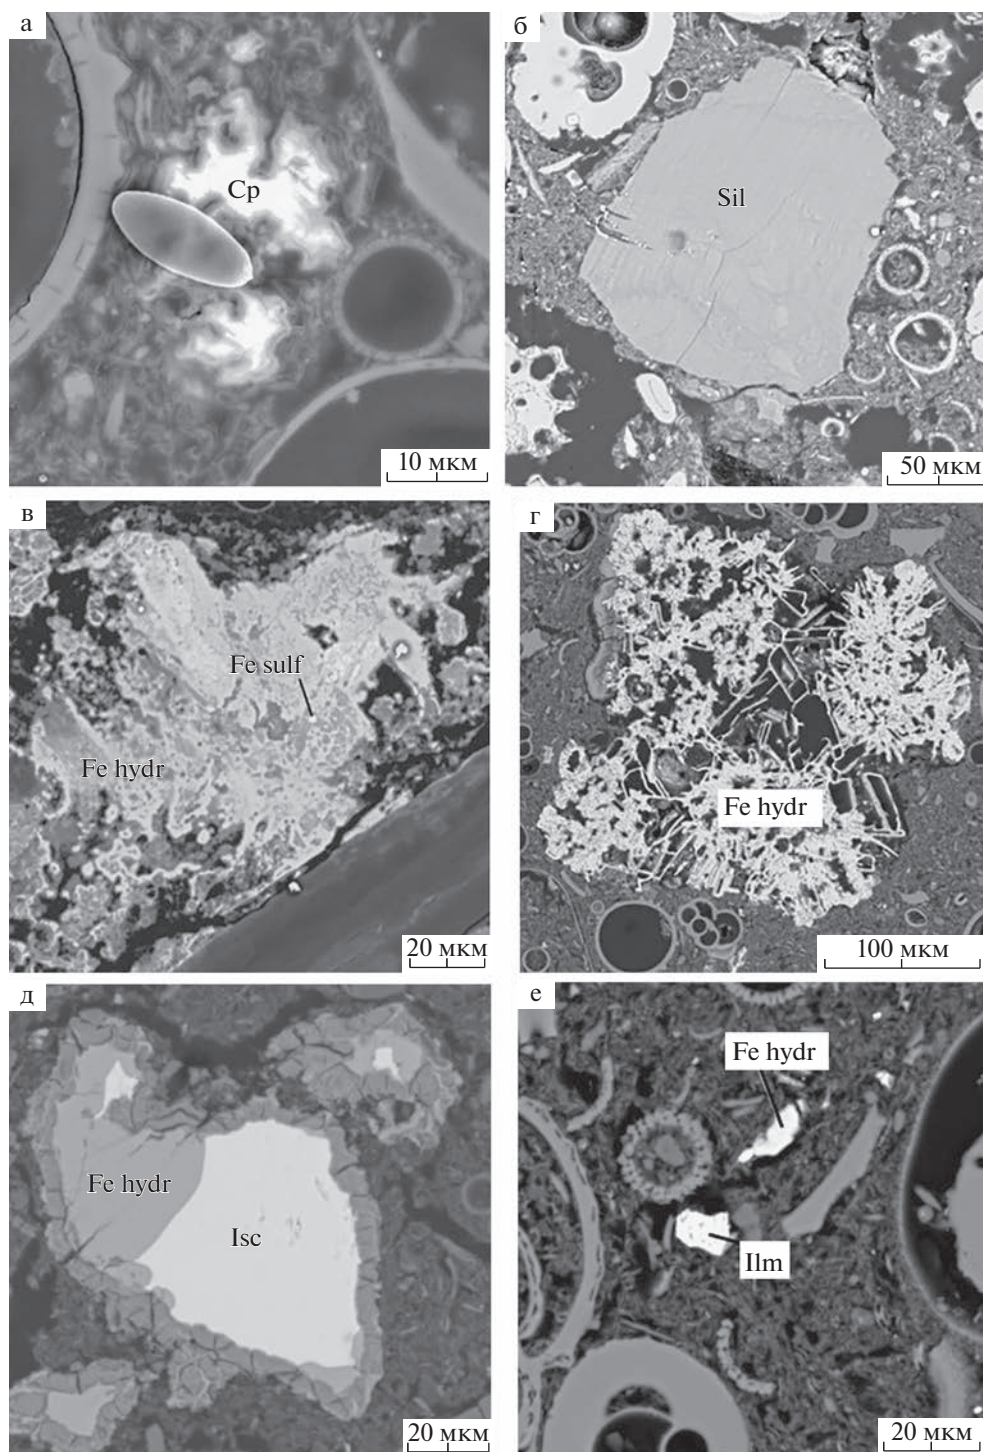 а
Cp
10 мкм
б
Sil
50 мкм
в
Fe sulf
Fe hydr
20 мкм
г
Fe hydr
100 мкм
д
Fe hydr
Isc
20 мкм
е
Fe hydr
Ilm
20 мкм